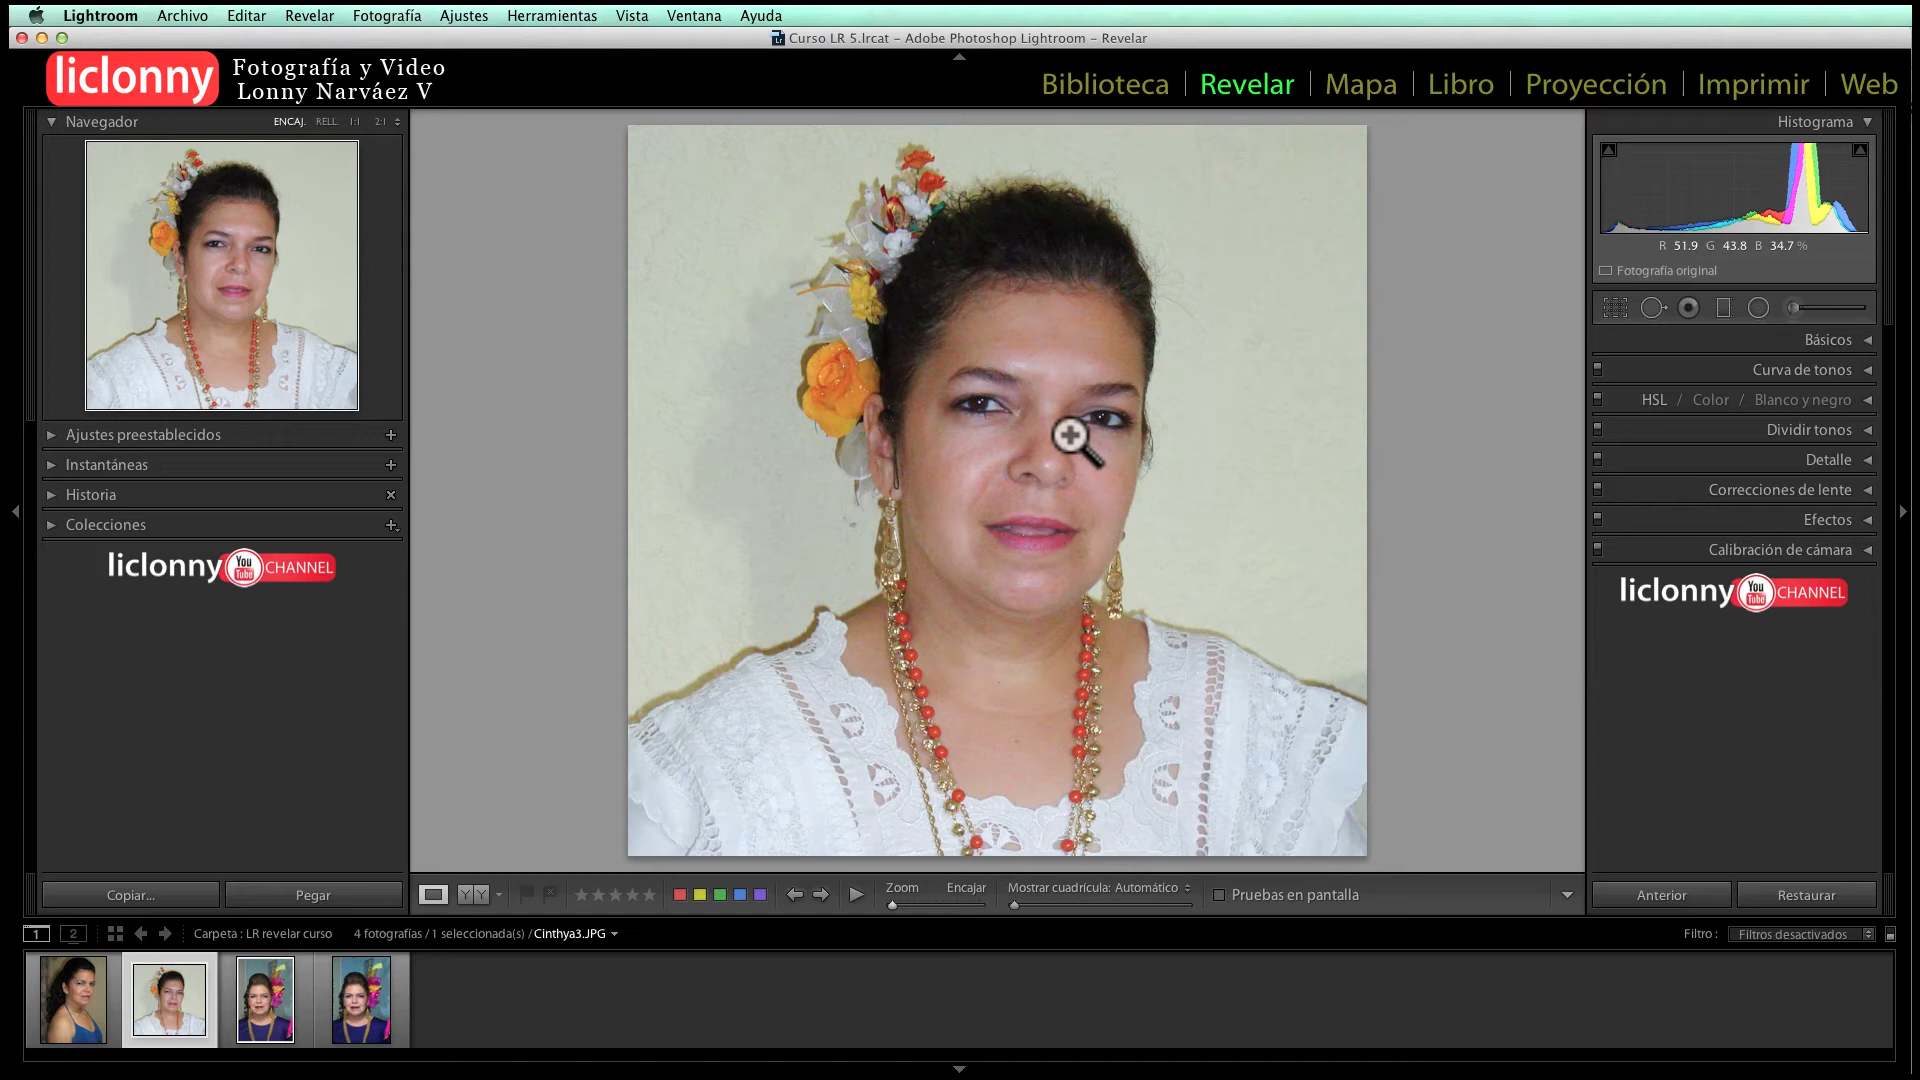 Lightroom Archivo Editar Revelar Fotografía Ajustes Herramientas Vista Ventana Ayuda
Curso LR 5.lrcat – Adobe Photoshop Lightroom – Revelar
liclonny Fotografía y Video
Lonny Narváez V
Biblioteca | Revelar | Mapa | Libro | Proyección | Imprimir | Web
Navegador ENCAJ. RELL. 1:1 2:1
Ajustes preestablecidos
Instantáneas
Historia
Colecciones
liclonny You Tube CHANNEL
Copiar... Pegar
Histograma
R 51.9 G 43.8 B 34.7 %
Fotografía original
Básicos
Curva de tonos
HSL / Color / Blanco y negro
Dividir tonos
Detalle
Correcciones de lente
Efectos
Calibración de cámara
liclonny You Tube CHANNEL
YY Zoom Encajar Mostrar cuadrícula: Automático Pruebas en pantalla
Anterior Restaurar
1 2 Carpeta : LR revelar curso 4 fotografías / 1 seleccionada(s) / Cinthya3.JPG Filtro : Filtros desactivados